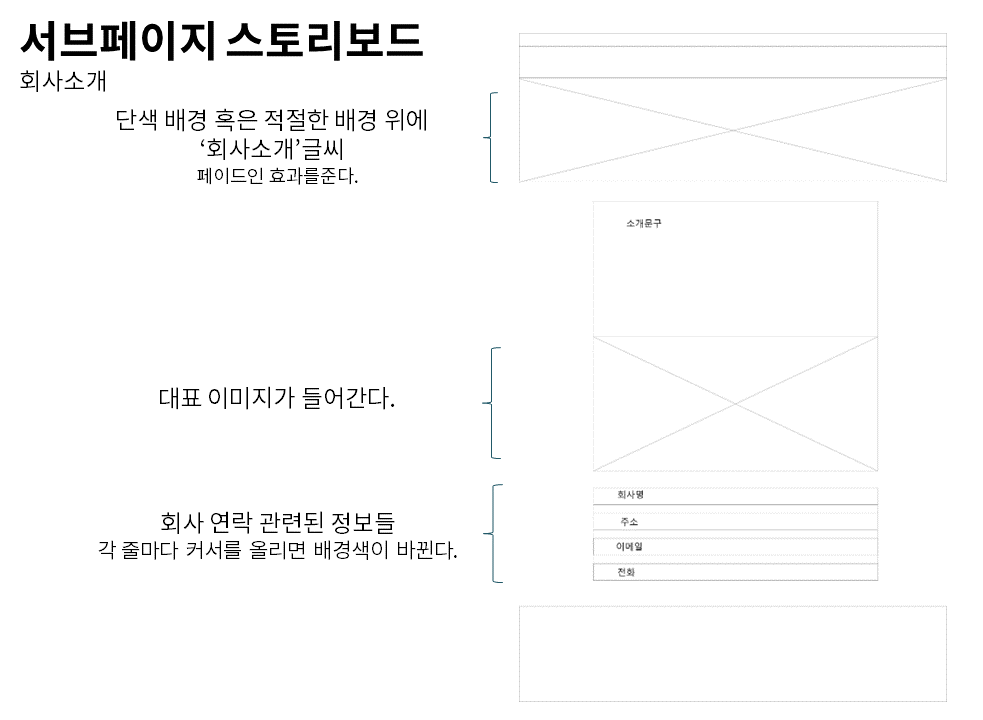 서브페이지 스토리보드
회사소개
단색 배경 혹은 적절한 배경 위에
‘회사소개’글씨
페이드인 효과를준다.
소개문구
대표 이미지가 들어간다.
회사 연락 관련된 정보들
각 줄마다 커서를 올리면 배경색이 바뀐다.
회사명
주소
이메일
전화